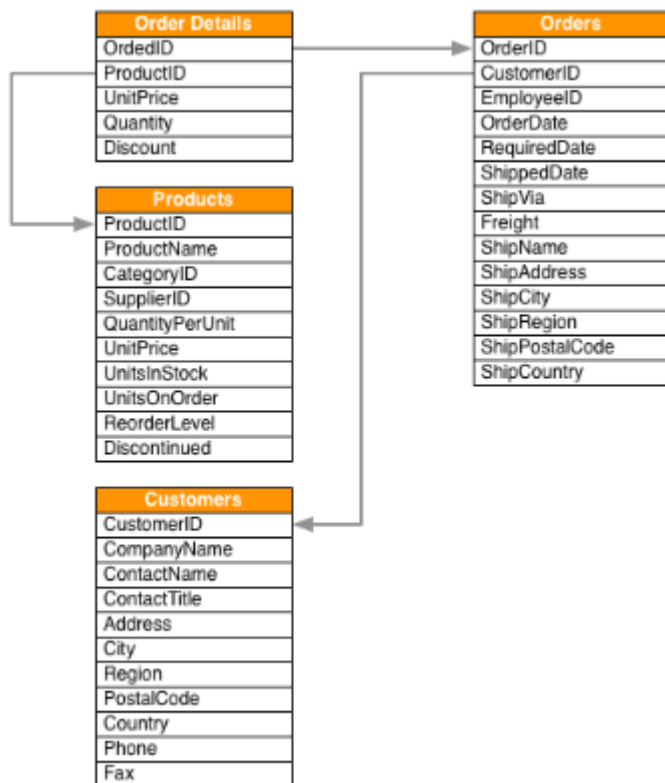 Order Details
OrdedID
ProductID
UnitPrice
Quantity
Discount
Products
ProductID
ProductName
CategoryID
SupplierID
QuantityPerUnit
UnitPrice
UnitsInStock
UnitsOnOrder
ReorderLevel
Discontinued
Customers
CustomerID
CompanyName
ContactName
ContactTitle
Address
City
Region
PostalCode
Country
Phone
Fax
Orders
OrderID
CustomerID
EmployeeID
OrderDate
RequiredDate
ShippedDate
ShipVia
Freight
ShipName
ShipAddress
ShipCity
ShipRegion
ShipPostalCode
ShipCountry